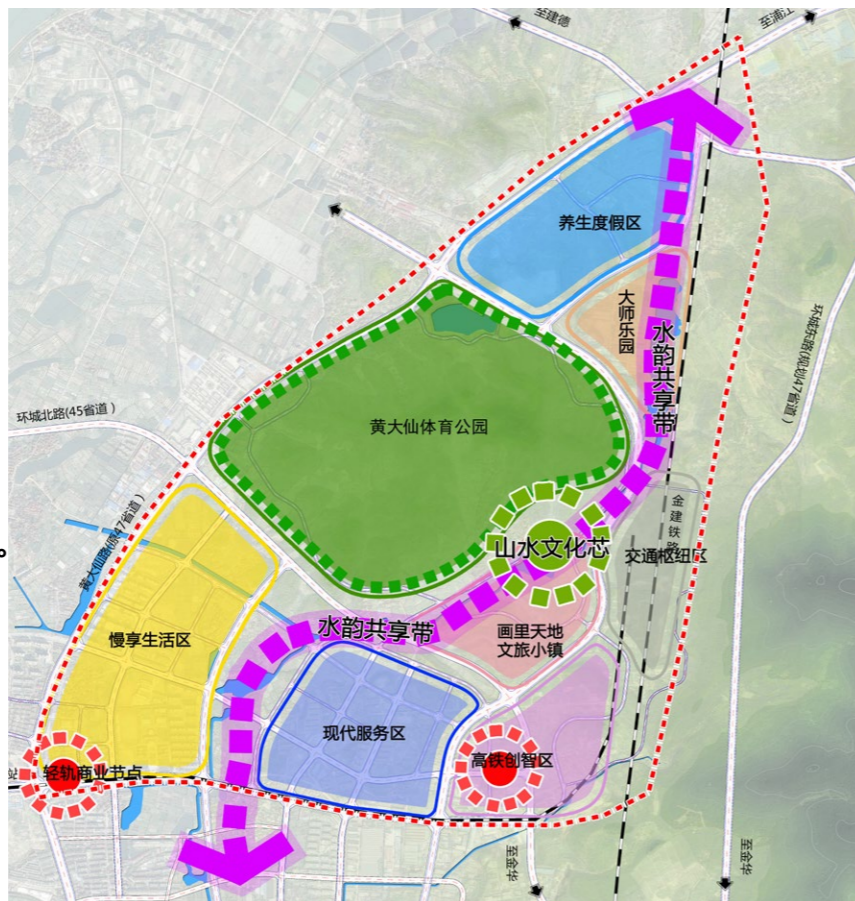 至建德
至浦江
养生度假区
大师乐园
水韵共享带
环城东路(规划47省道)
黄大仙体育公园
环城北路(45省道)
金建铁路
山水文化芯
交通枢纽区
黄大仙路(原47省道)
水韵共享带
画里天地
文旅小镇
慢享生活区
现代服务区
高铁创智区
轻轨商业节点
至金华
至金华